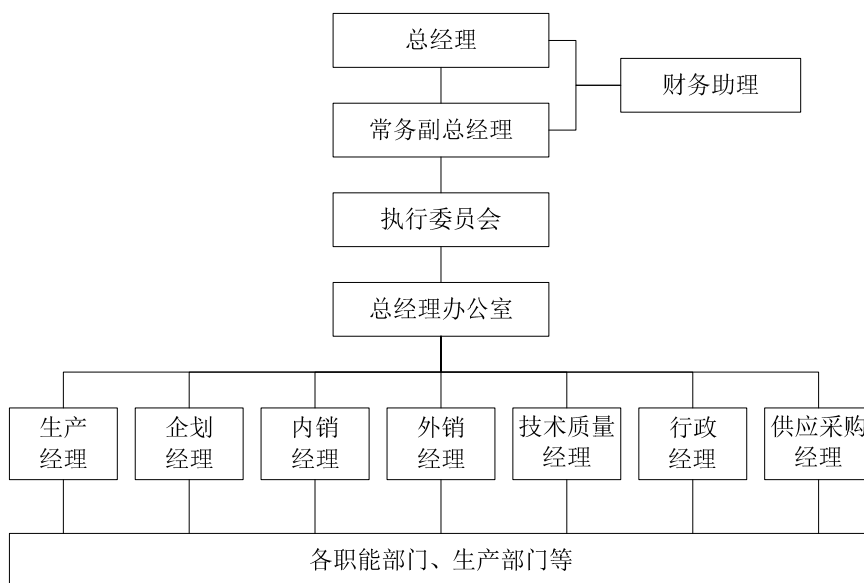 总经理
财务助理
常务副总经理
执行委员会
总经理办公室
生产
经理
企划
经理
内销
经理
外销
经理
技术质量
经理
行政
经理
供应采购
经理
各职能部门、生产部门等